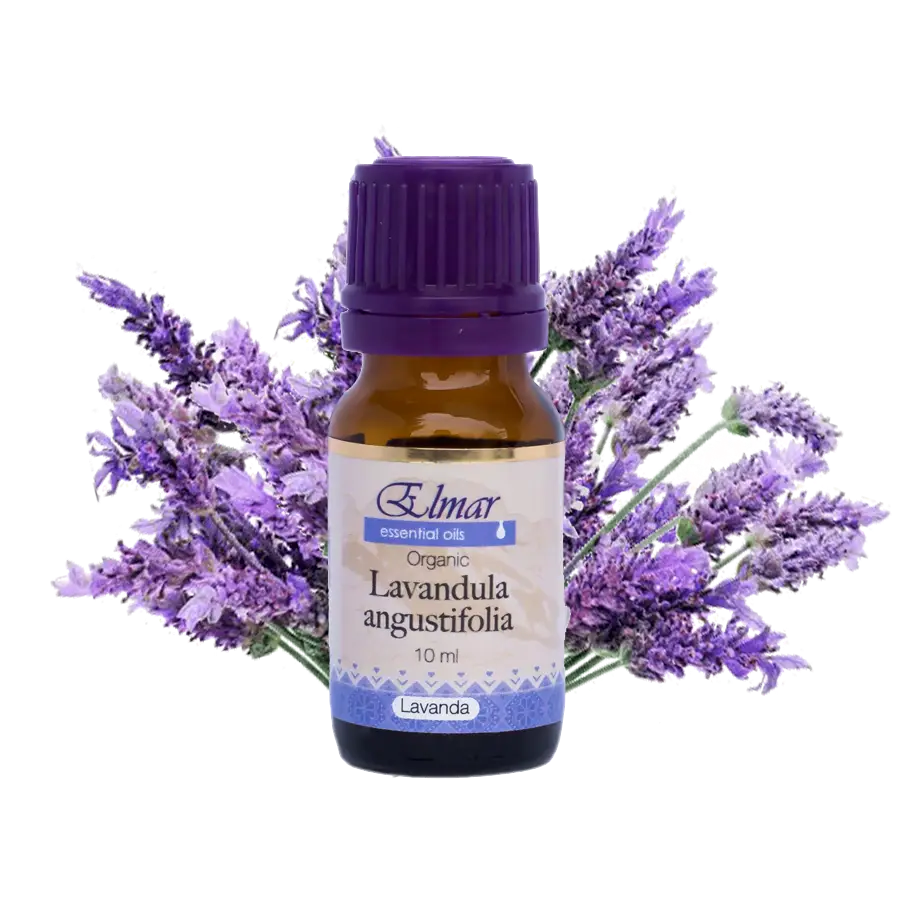 Elmar
essential oils
Organic
Lavandula
angustifolia
10 ml
Lavanda